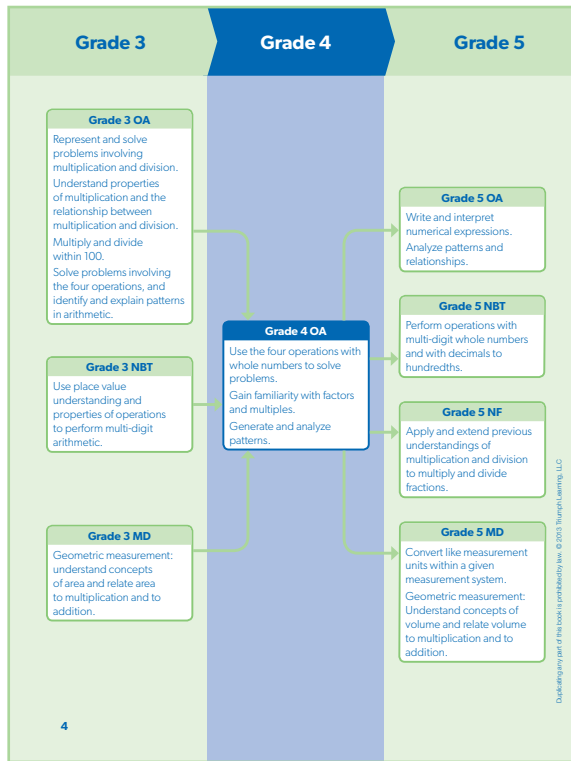 Grade 3
Grade 4
Grade 5
Grade 3 OA
Represent and solve
problems involving
multiplication and division.
Understand properties
of multiplication and the
relationship between
multiplication and division.
Multiply and divide
within 100.
Solve problems involving
the four operations, and
identify and explain patterns
in arithmetic.
Grade 3 NBT
Use place value
understanding and
properties of operations
to perform multi-digit
arithmetic.
Grade 3 MD
Geometric measurement:
understand concepts
of area and relate area
to multiplication and to
addition.
Grade 4 OA
Use the four operations with
whole numbers to solve
problems.
Gain familiarity with factors
and multiples.
Generate and analyze
patterns.
Grade 5 OA
Write and interpret
numerical expressions.
Analyze patterns and
relationships.
Grade 5 NBT
Perform operations with
multi-digit whole numbers
and with decimals to
hundredths.
Grade 5 NF
Apply and extend previous
understandings of
multiplication and division
to multiply and divide
fractions.
Grade 5 MD
Convert like measurement
units within a given
measurement system.
Geometric measurement:
Understand concepts of
volume and relate volume
to multiplication and to
addition.
Duplicating any part of this book is prohibited by law. © 2013 Triumph Learning, LLC
4